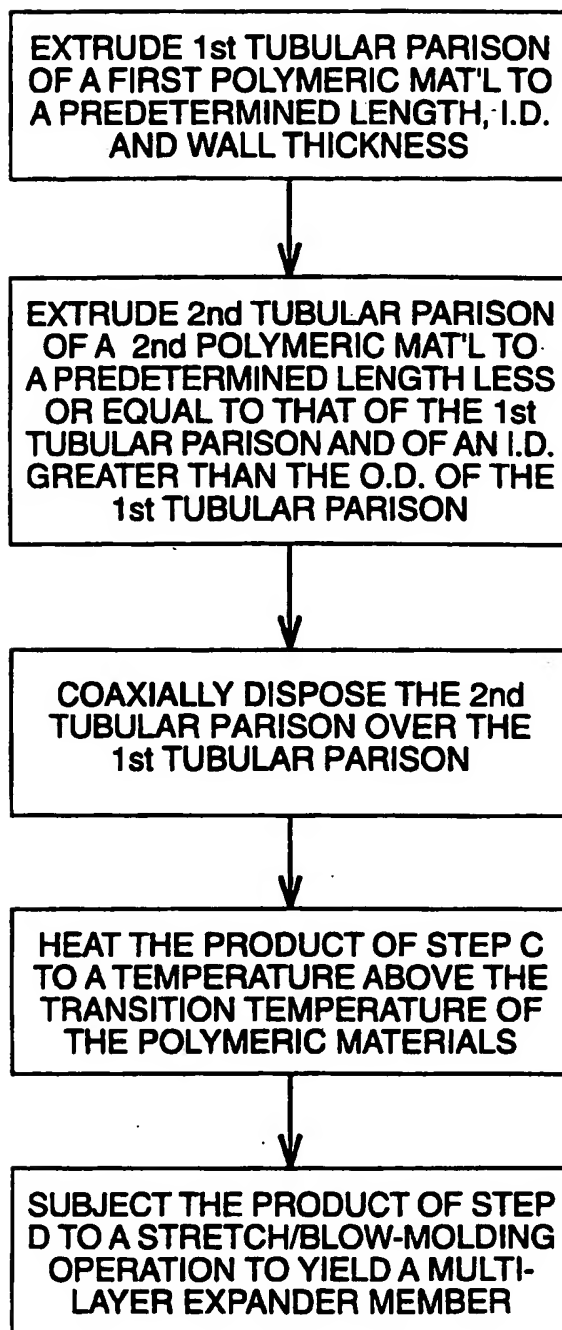 EXTRUDE 1st TUBULAR PARISON
OF A FIRST POLYMERIC MAT'L TO
A PREDETERMINED LENGTH, I.D.
AND WALL THICKNESS
EXTRUDE 2nd TUBULAR PARISON
OF A 2nd POLYMERIC MAT'L TO
A PREDETERMINED LENGTH LESS
OR EQUAL TO THAT OF THE 1st
TUBULAR PARISON AND OF AN I.D.
GREATER THAN THE O.D. OF THE
1st TUBULAR PARISON
COAXIALLY DISPOSE THE 2nd
TUBULAR PARISON OVER THE
1st TUBULAR PARISON
HEAT THE PRODUCT OF STEP C
TO A TEMPERATURE ABOVE THE
TRANSITION TEMPERATURE OF
THE POLYMERIC MATERIALS
SUBJECT THE PRODUCT OF STEP
D TO A STRETCH/BLOW-MOLDING
OPERATION TO YIELD A MULTI-
LAYER EXPANDER MEMBER